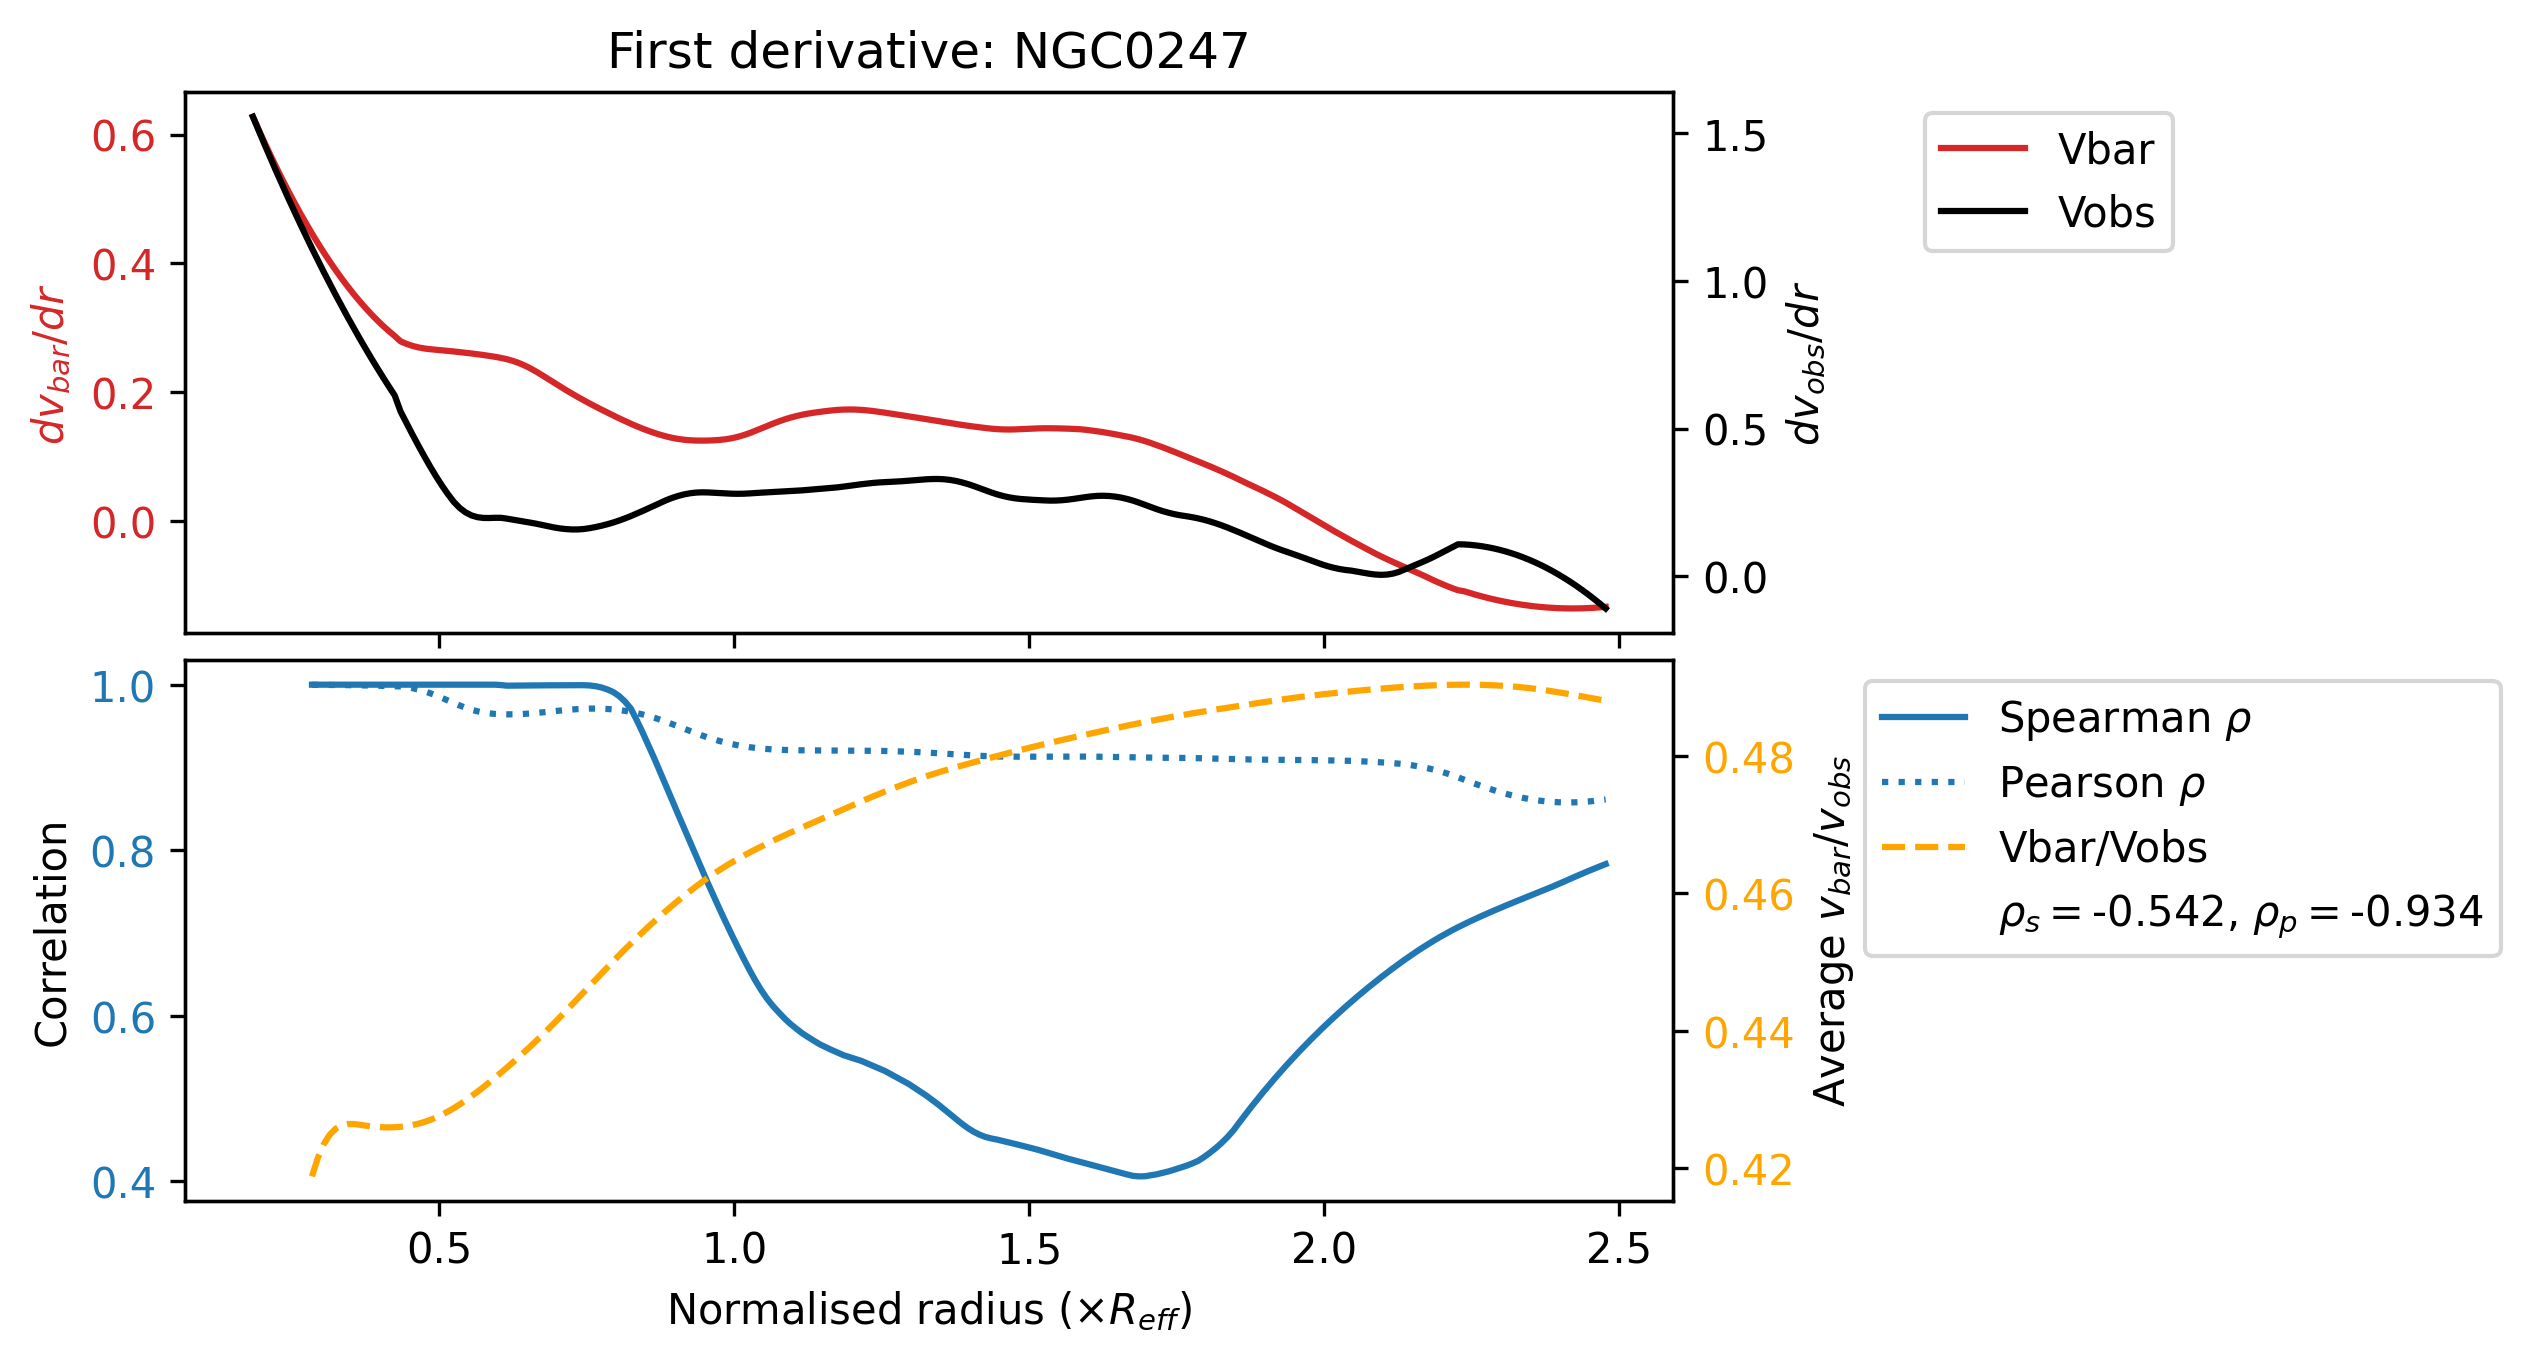 First derivative: NGC0247
0.6
0.4
0.2
0.0
dv_bar/dr
1.5
1.0
0.5
0.0
dv_obs/dr
Vbar
Vobs
1.0
0.8
0.6
0.4
Correlation
0.48
0.46
0.44
0.42
Average v_bar/v_obs
Spearman ρ
Pearson ρ
Vbar/Vobs
ρ_s = -0.542, ρ_p = -0.934
0.5 1.0 1.5 2.0 2.5
Normalised radius (×R_eff)